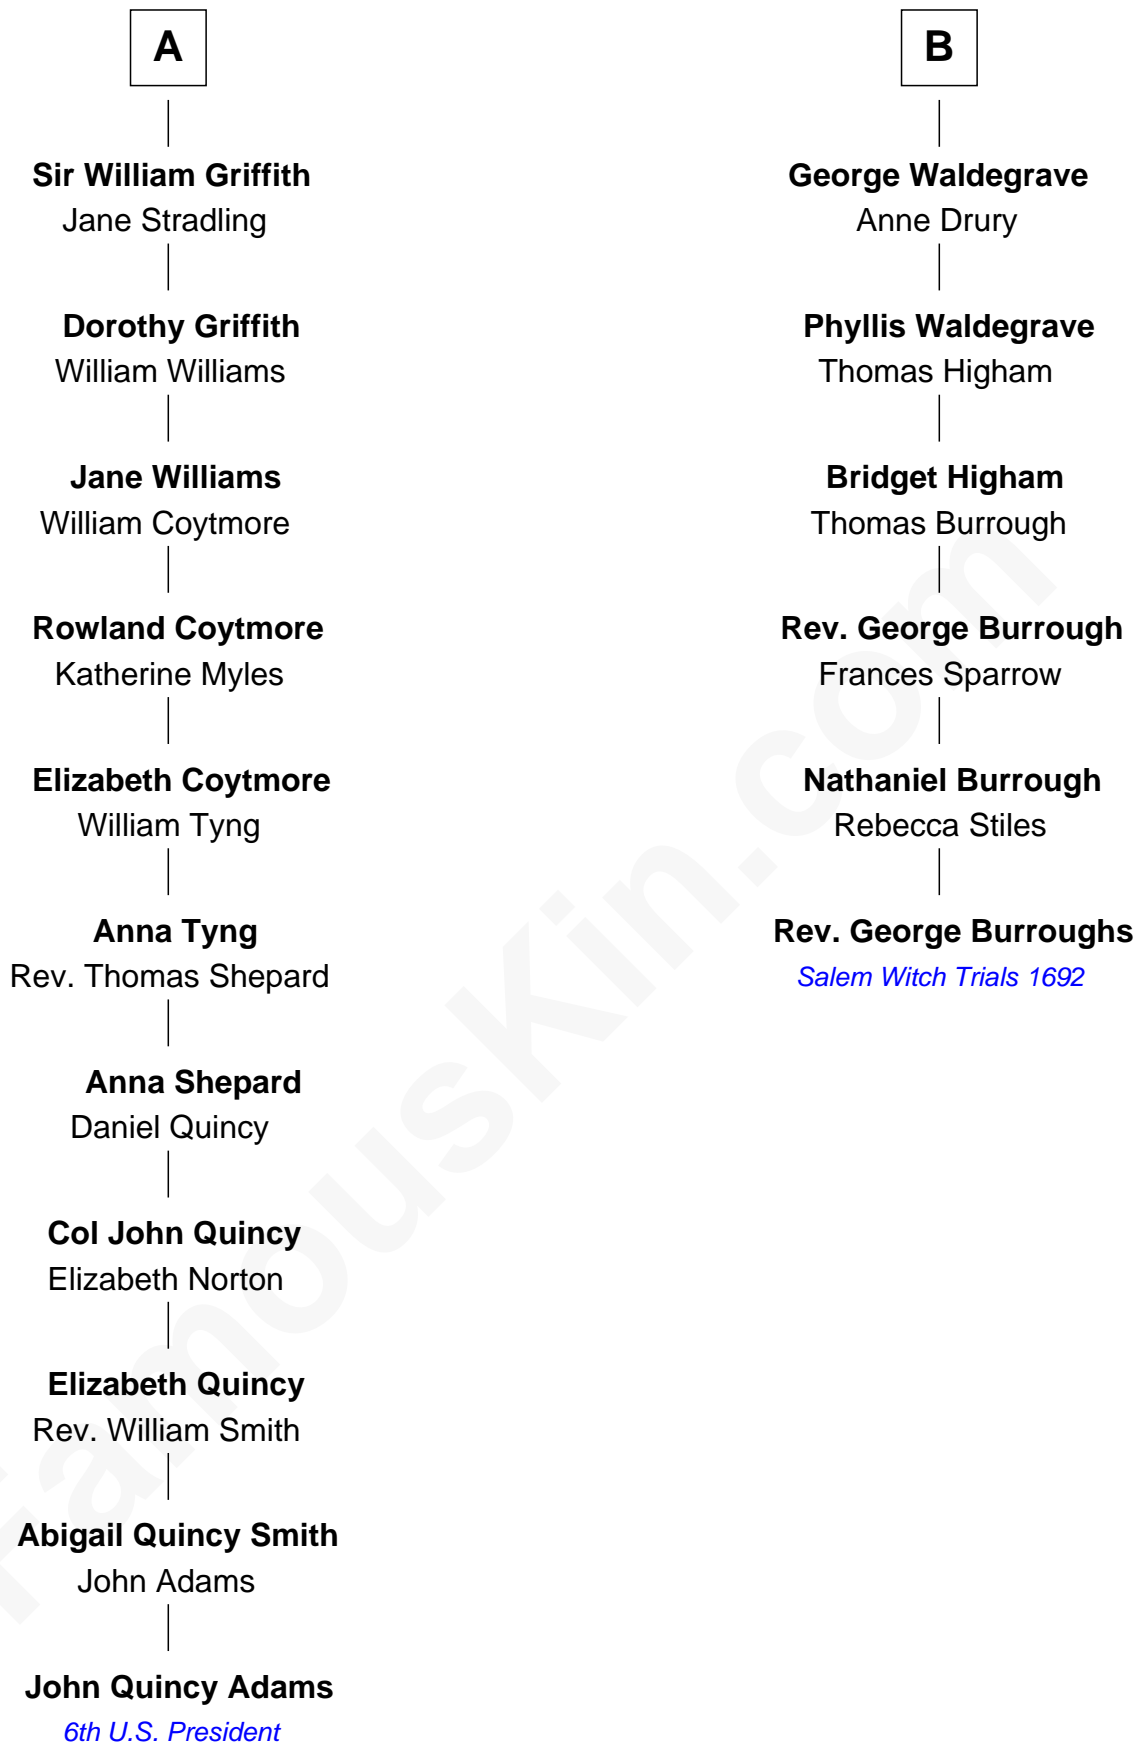 A
Sir William Griffith
Jane Stradling
Dorothy Griffith
William Williams
Jane Williams
William Coytmore
Rowland Coytmore
Katherine Myles
Elizabeth Coytmore
William Tyng
Anna Tyng
Rev. Thomas Shepard
Anna Shepard
Daniel Quincy
Col John Quincy
Elizabeth Norton
Elizabeth Quincy
Rev. William Smith
Abigail Quincy Smith
John Adams
John Quincy Adams
6th U.S. President
B
George Waldegrave
Anne Drury
Phyllis Waldegrave
Thomas Higham
Bridget Higham
Thomas Burrough
Rev. George Burrough
Frances Sparrow
Nathaniel Burrough
Rebecca Stiles
Rev. George Burroughs
Salem Witch Trials 1692
FamousKin.com